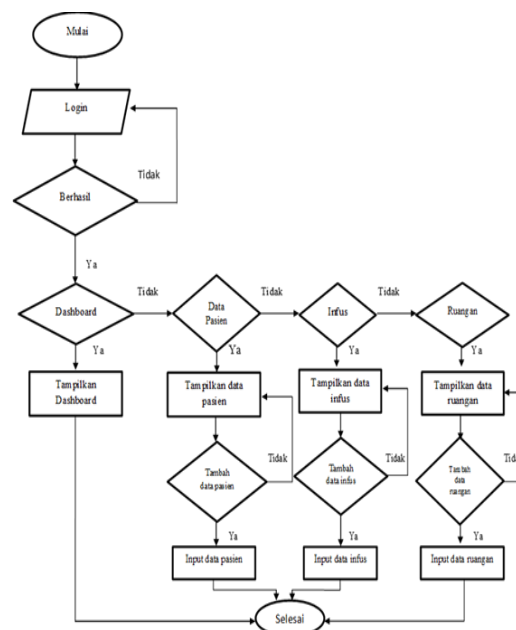 Mulai
Login
Tidak
Berhasil
Ya
Dashboard
Tidak
Data
Pasien
Tidak
Infus
Tidak
Ruangan
Ya
Ya
Ya
Ya
Tampilkan
Dashboard
Tampilkan data
pasien
Tampilkan data
infus
Tampilkan data
ruangan
Tambah
data pasien
Tidak
Tambah
data infus
Tidak
Tambah
data
ruangan
Ya
Ya
Ya
Input data pasien
Input data infus
Input data ruangan
Selesai